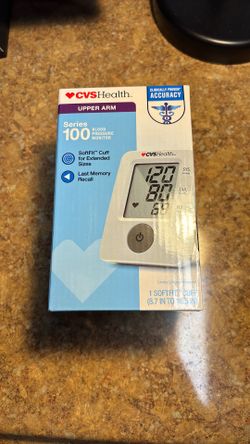 CVSHealth.
CLINICALLY PROVEN
ACCURACY
UPPER ARM
Series
100 BLOOD
PRESSURE
MONITOR
SoftFit® Cuff
for Extended
Sizes
Last Memory
Recall
CVSHealth.
120
80
1 SOFTFIT® CUFF